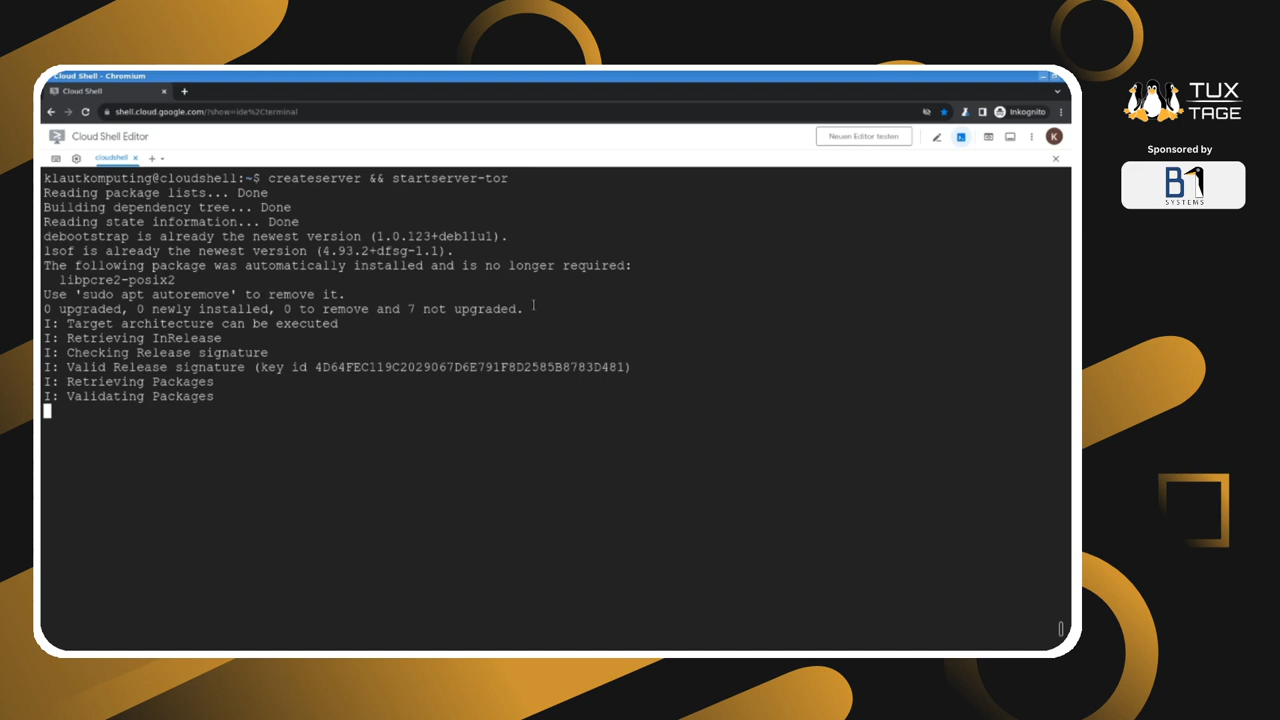 Cloud Shell - Chromium
Cloud Shell
shell.cloud.google.com/?show=ide%2Cterminal
Inkognito
Cloud Shell Editor
Neuen Editor testen
K
cloudshell
klautkomputing@cloudshell:~$ createserver && startserver-tor
Reading package lists... Done
Building dependency tree... Done
Reading state information... Done
debootstrap is already the newest version (1.0.123+deb11u1).
lsof is already the newest version (4.93.2+dfsg-1.1).
The following package was automatically installed and is no longer required:
libpcre2-posix2
Use 'sudo apt autoremove' to remove it.
0 upgraded, 0 newly installed, 0 to remove and 7 not upgraded.
I: Target architecture can be executed
I: Retrieving InRelease
I: Checking Release signature
I: Valid Release signature (key id 4D64FEC119C2029067D6E791F8D2585B8783D481)
I: Retrieving Packages
I: Validating Packages
TUX
TAGE
Sponsored by
B1
SYSTEMS